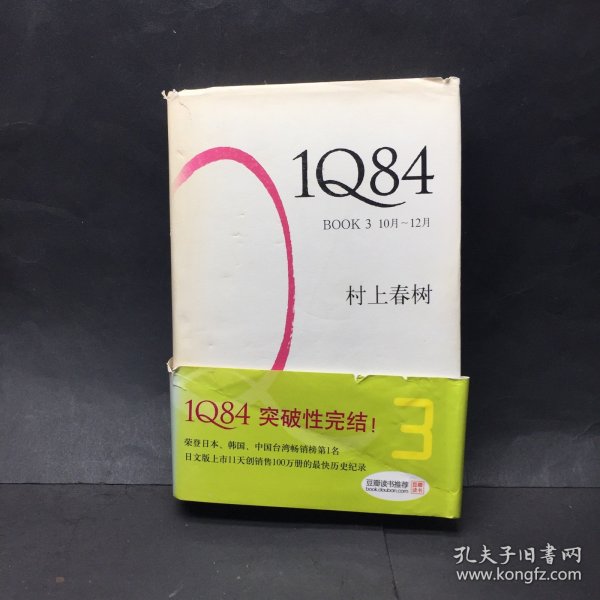 1Q84
BOOK 3 10月~12月
村上春树
1Q84 突破性完结!
3
荣登日本、韩国、中国台湾畅销榜第1名
日文版上市11天创销售100万册的最快历史纪录
豆瓣读书推荐
book.douban.com
豆瓣
读书
孔夫子旧书网
www.kongfz.com